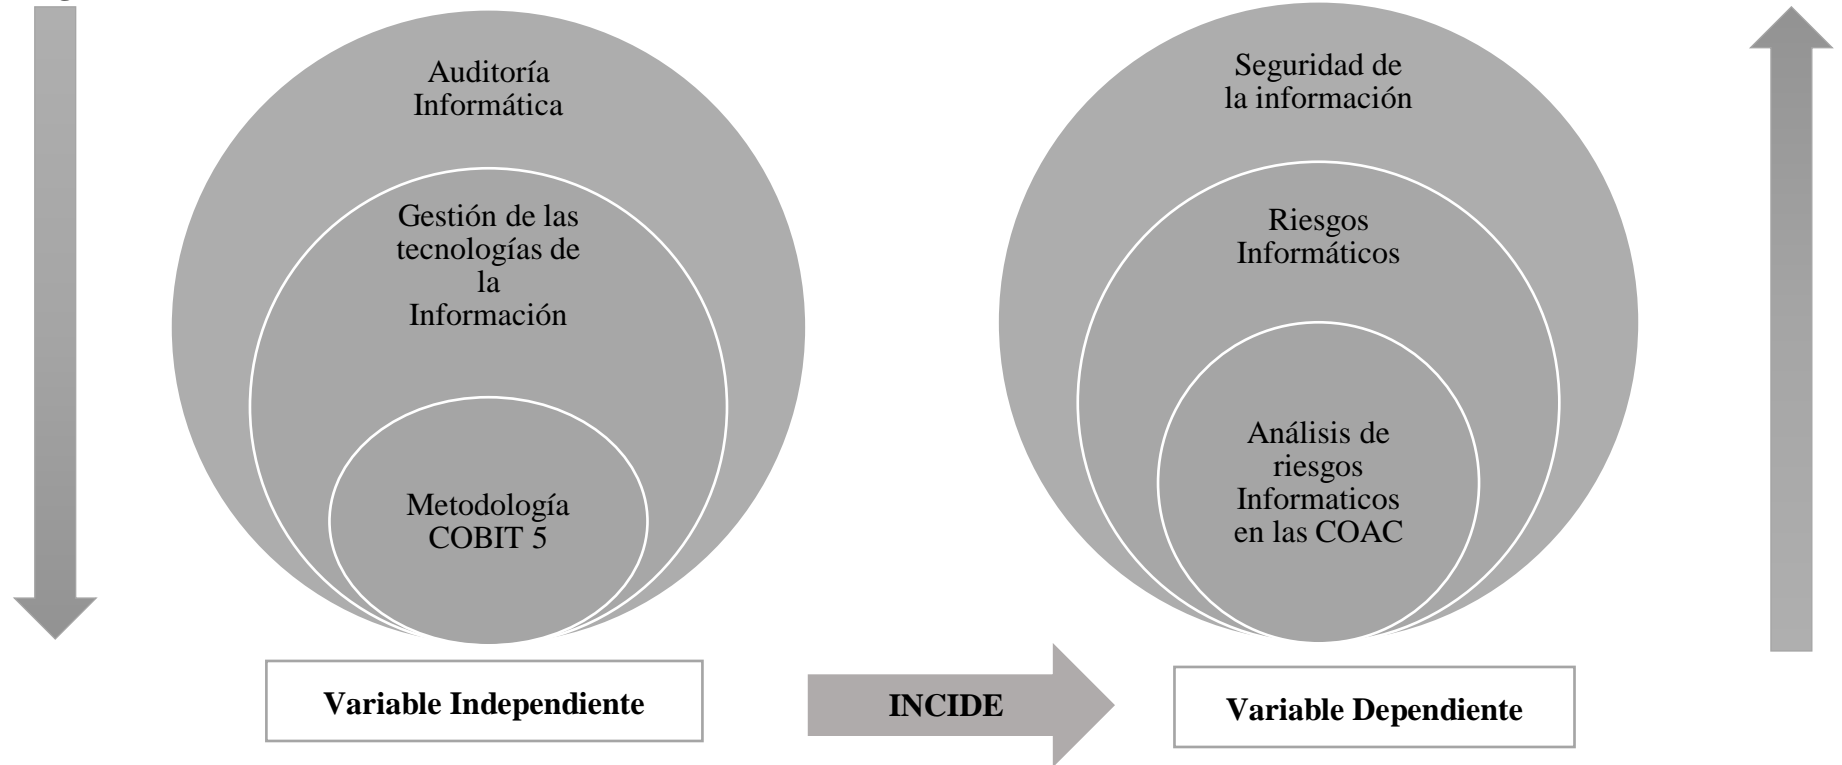 Auditoría
Informática
Gestión de las
tecnologías de
la
Información
Metodología
COBIT 5
Variable Independiente
INCIDE
Seguridad de
la información
Riesgos
Informáticos
Análisis de
riesgos
Informaticos
en las COAC
Variable Dependiente